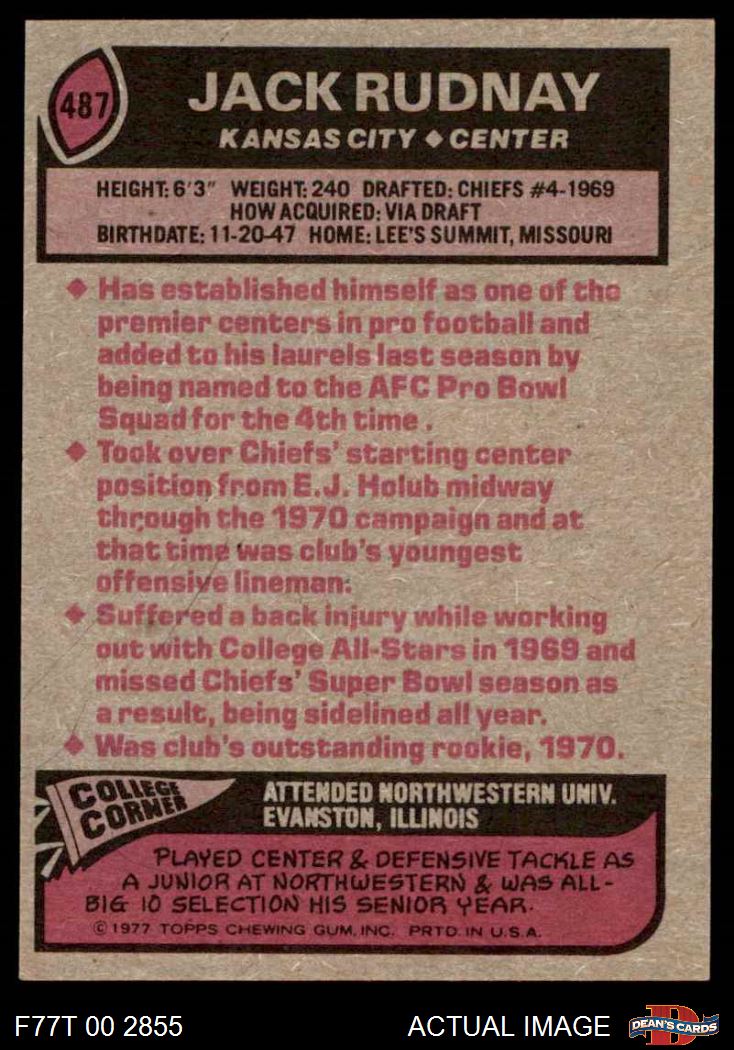 487
JACK RUDNAY
KANSAS CITY ♦ CENTER
HEIGHT: 6'3" WEIGHT: 240 DRAFTED: CHIEFS #4-1969
HOW ACQUIRED: VIA DRAFT
BIRTHDATE: 11-20-47 HOME: LEE'S SUMMIT, MISSOURI
♦ Has established himself as one of the
premier centers in pro football and
added to his laurels last season by
being named to the AFC Pro Bowl
Squad for the 4th time.
♦ Took over Chiefs' starting center
position from E.J. Holub midway
through the 1970 campaign and at
that time was club's youngest
offensive lineman.
♦ Suffered a back injury while working
out with College All-Stars in 1969 and
missed Chiefs' Super Bowl season as
a result, being sidelined all year.
♦ Was club's outstanding rookie, 1970.
COLLEGE
CORNER
ATTENDED NORTHWESTERN UNIV.
EVANSTON, ILLINOIS
PLAYED CENTER & DEFENSIVE TACKLE AS
A JUNIOR AT NORTHWESTERN & WAS ALL-
BIG 10 SELECTION HIS SENIOR YEAR.
© 1977 TOPPS CHEWING GUM, INC. PRTD. IN U.S.A.
F77T 00 2855
ACTUAL IMAGE
D
DEAN'S CARDS